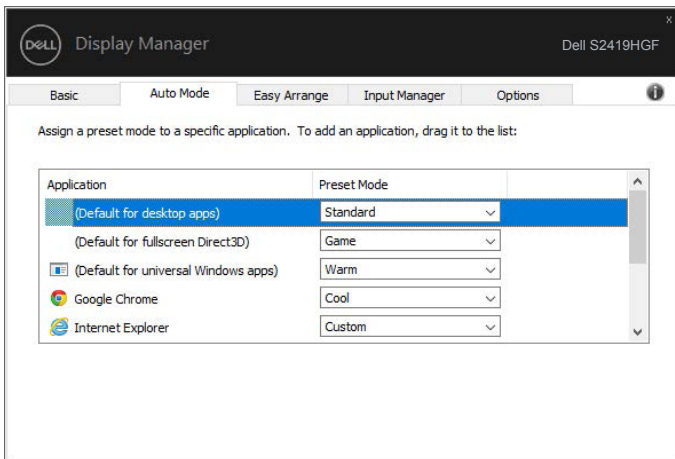 x
DELL Display Manager Dell S2419HGF
Basic Auto Mode Easy Arrange Input Manager Options
Assign a preset mode to a specific application. To add an application, drag it to the list:
Application Preset Mode
(Default for desktop apps) Standard
(Default for fullscreen Direct3D) Game
(Default for universal Windows apps) Warm
Google Chrome Cool
Internet Explorer Custom